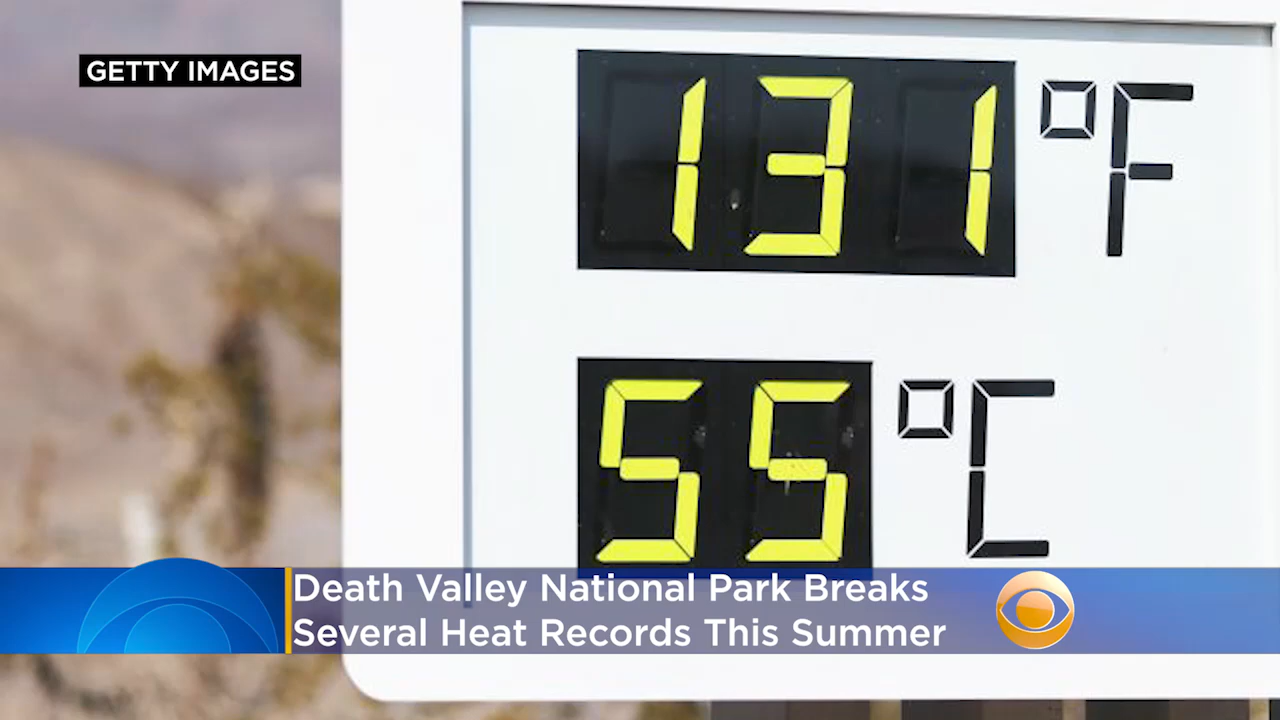 GETTY IMAGES
131 °F
55 °C
Death Valley National Park Breaks
Several Heat Records This Summer